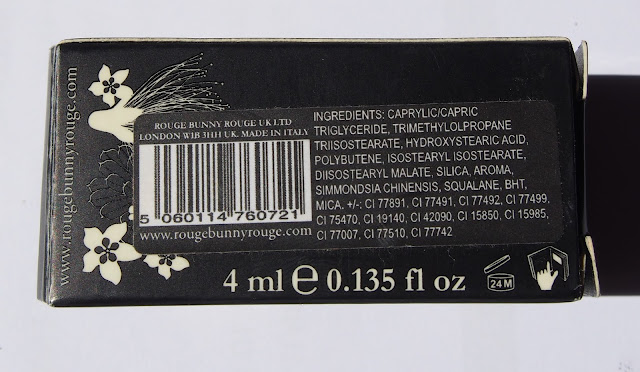 www.rougebunnyrouge.com
ROUGE BUNNY ROUGE UK LTD
LONDON W1B 3HH UK. MADE IN ITALY
5 060114 760721
www.rougebunnyrouge.com
INGREDIENTS: CAPRYLIC/CAPRIC
TRIGLYCERIDE, TRIMETHYLOLPROPANE
TRIISOSTEARATE, HYDROXYSTEARIC ACID,
POLYBUTENE, ISOSTEARYL ISOSTEARATE,
DIISOSTEARYL MALATE, SILICA, AROMA,
SIMMONDSIA CHINENSIS, SQUALANE, BHT,
MICA. +/-: CI 77891, CI 77491, CI 77492, CI 77499,
CI 75470, CI 19140, CI 42090, CI 15850, CI 15985,
CI 77007, CI 77510, CI 77742
4 ml e 0.135 fl oz
24 M